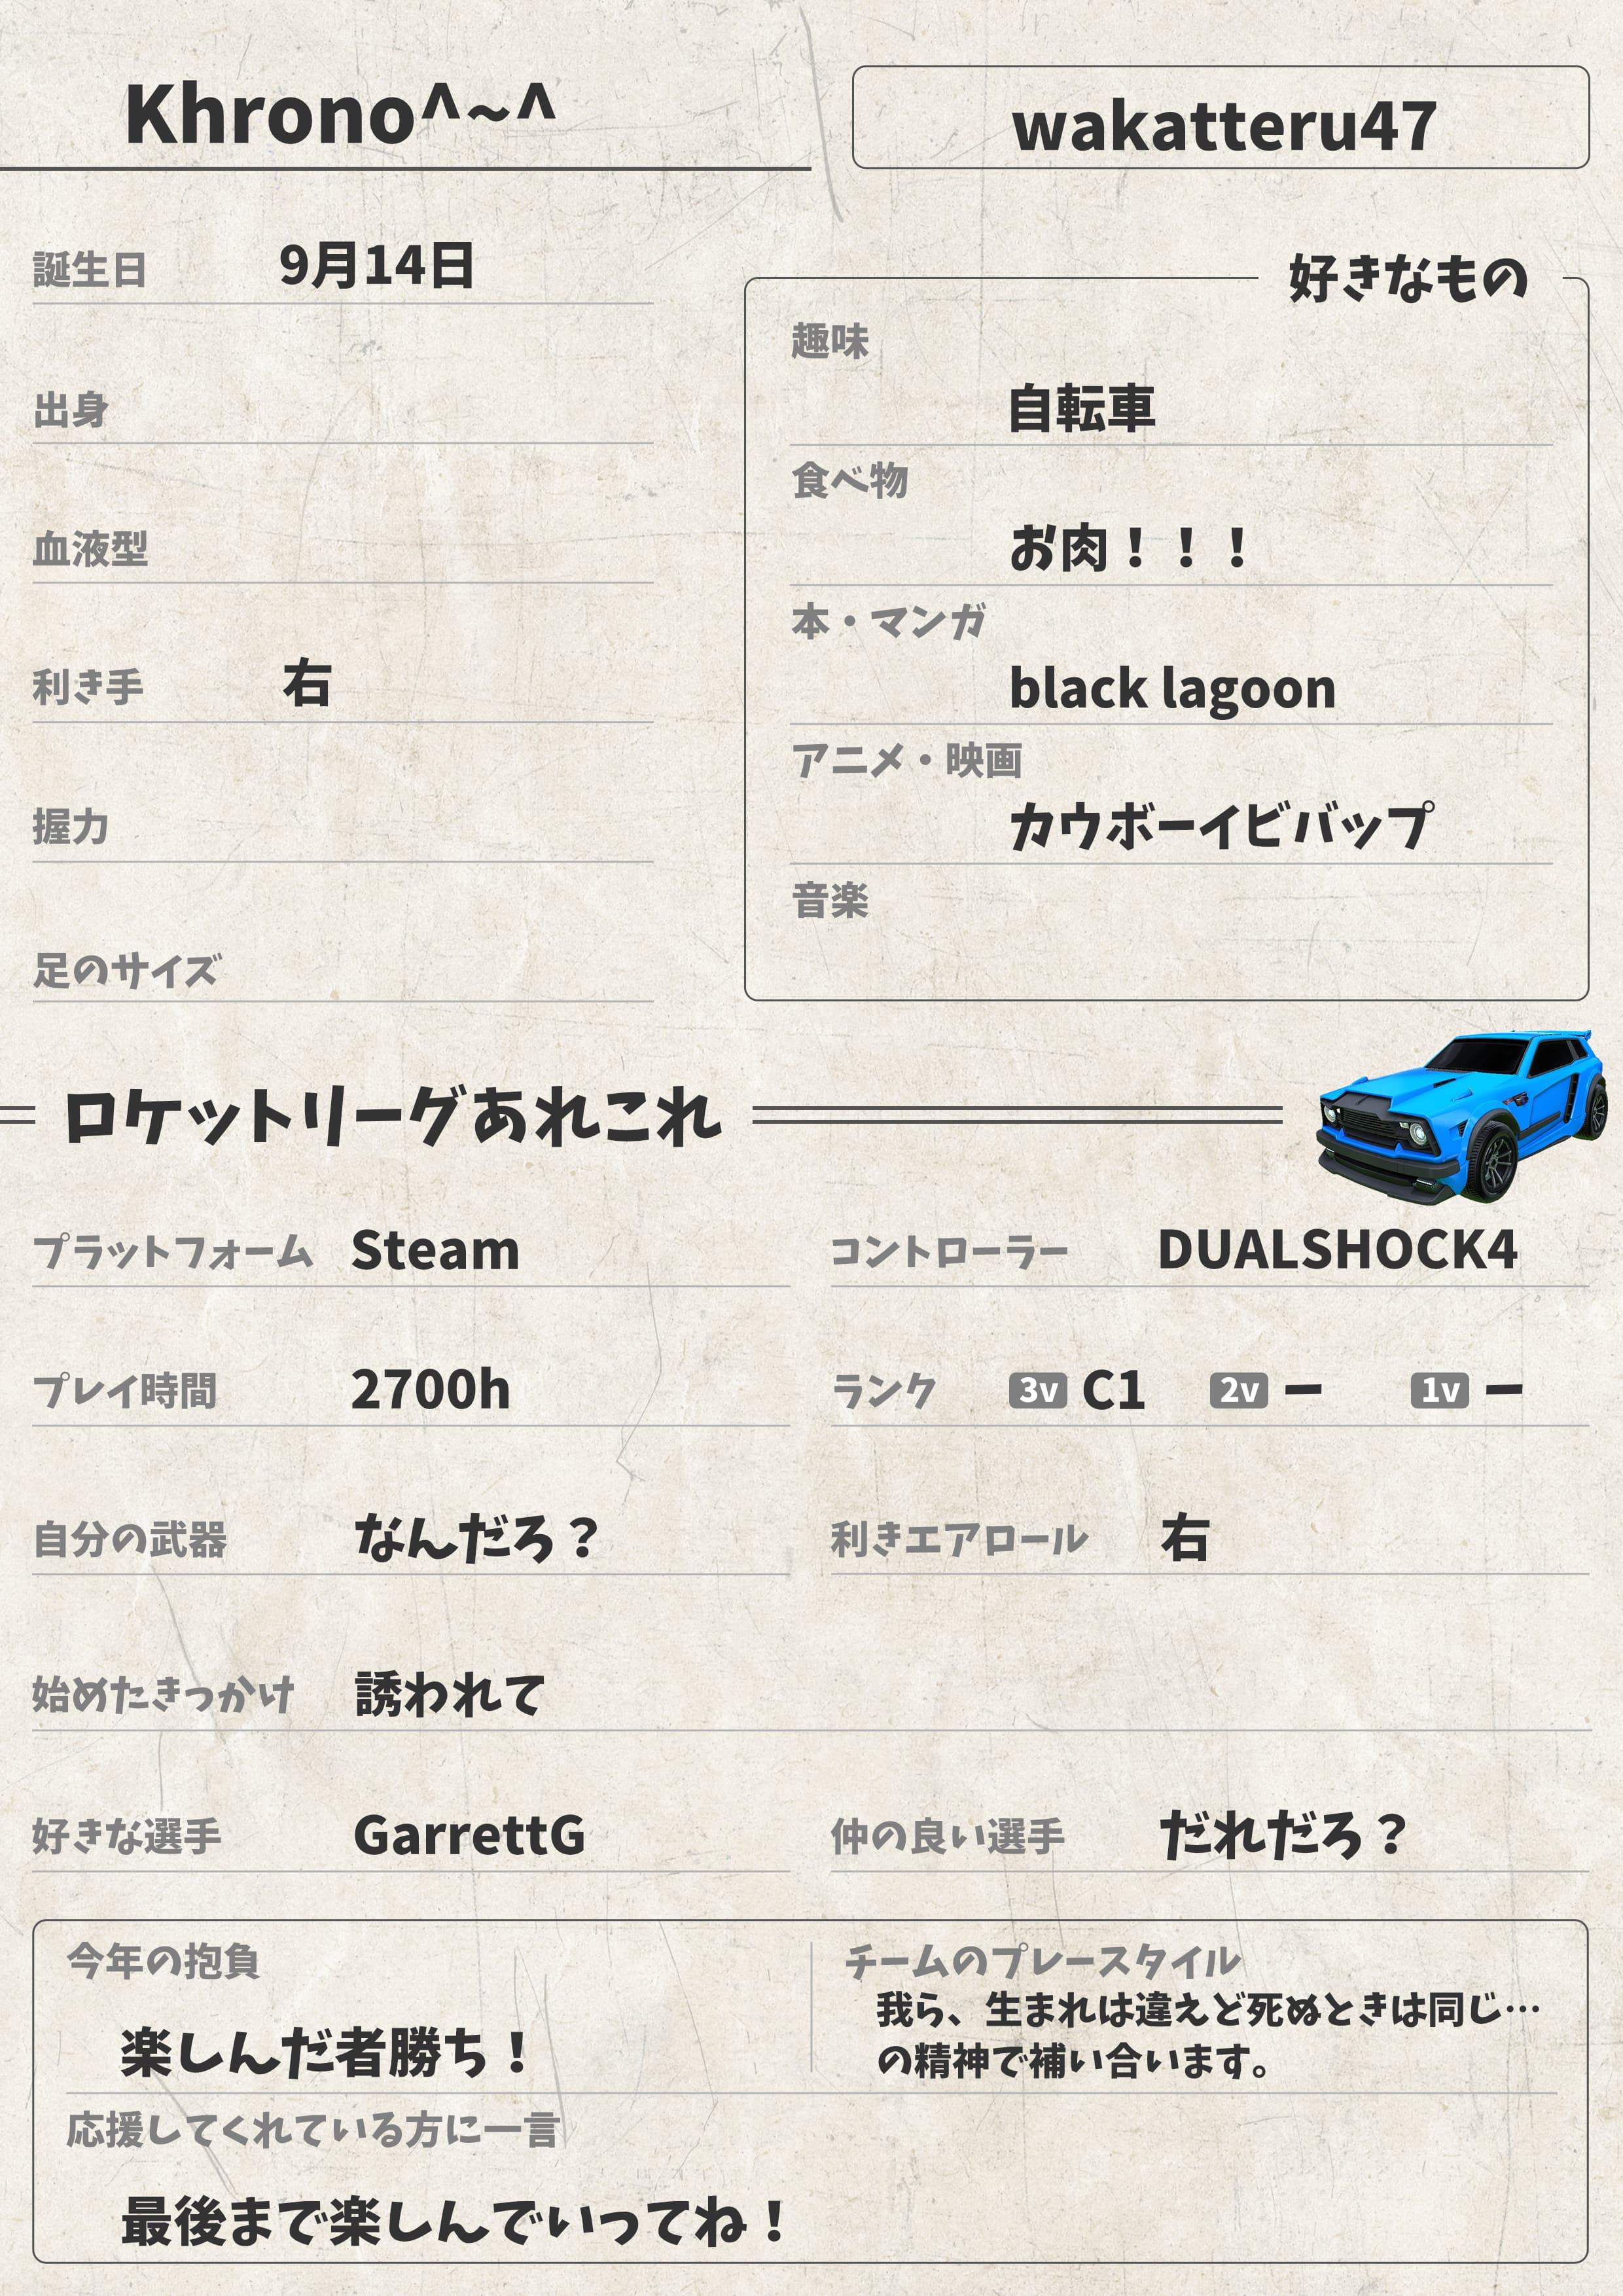 Khrono^~^
wakatteru47
誕生日 9月14日
出身
血液型
利き手 右
握力
足のサイズ
好きなもの
趣味
自転車
食べ物
お肉！！！
本・マンガ
black lagoon
アニメ・映画
カウボーイビバップ
音楽
ロケットリーグあれこれ
プラットフォーム Steam
コントローラー DUALSHOCK4
プレイ時間 2700h
ランク 3v C1 2v ー 1v ー
自分の武器 なんだろ？
利きエアロール 右
始めたきっかけ 誘われて
好きな選手 GarrettG
仲の良い選手 だれだろ？
今年の抱負
楽しんだ者勝ち！
チームのプレースタイル
我ら、生まれは違えど死ぬときは同じ…
の精神で補い合います。
応援してくれている方に一言
最後まで楽しんでいってね！